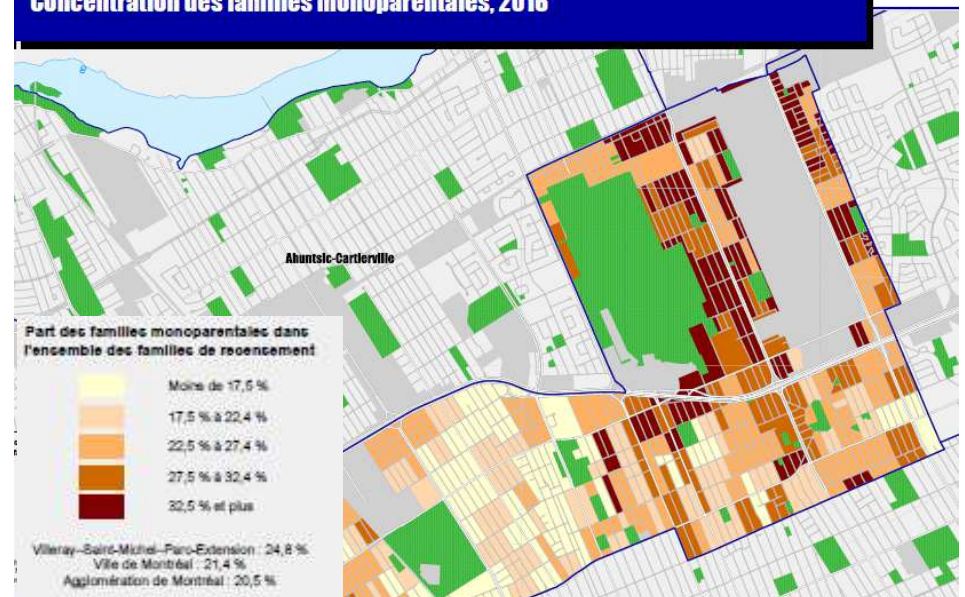 Concentration des familles monoparentales, 2016
Ahuntsic-Cartierville
Part des familles monoparentales dans
l'ensemble des familles de recensement
Moins de 17,5 %
17,5 % à 22,4 %
22,5 % à 27,4 %
27,5 % à 32,4 %
32,5 % et plus
Villeray–Saint-Michel–Parc-Extension : 24,8 %
Ville de Montréal : 21,4 %
Agglomération de Montréal : 20,5 %